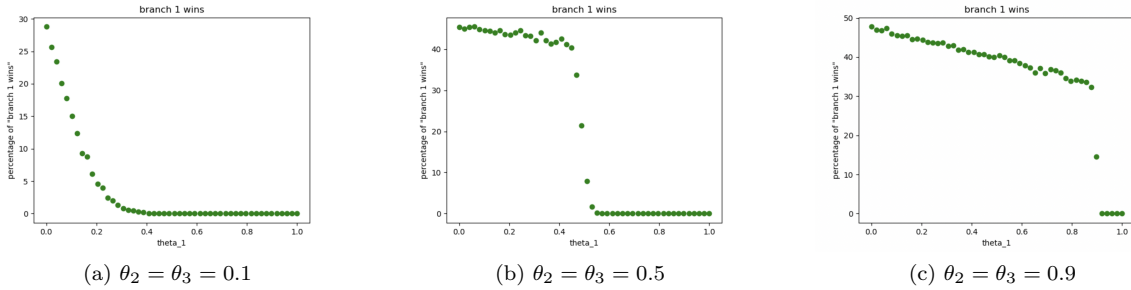 branch 1 wins
percentage of "branch 1 wins"
30
25
20
15
10
5
0
0.0 0.2 0.4 0.6 0.8 1.0
theta_1
(a) θ₂ = θ₃ = 0.1
branch 1 wins
percentage of "branch 1 wins"
40
30
20
10
0
0.0 0.2 0.4 0.6 0.8 1.0
theta_1
(b) θ₂ = θ₃ = 0.5
branch 1 wins
percentage of "branch 1 wins"
50
40
30
20
10
0
0.0 0.2 0.4 0.6 0.8 1.0
theta_1
(c) θ₂ = θ₃ = 0.9